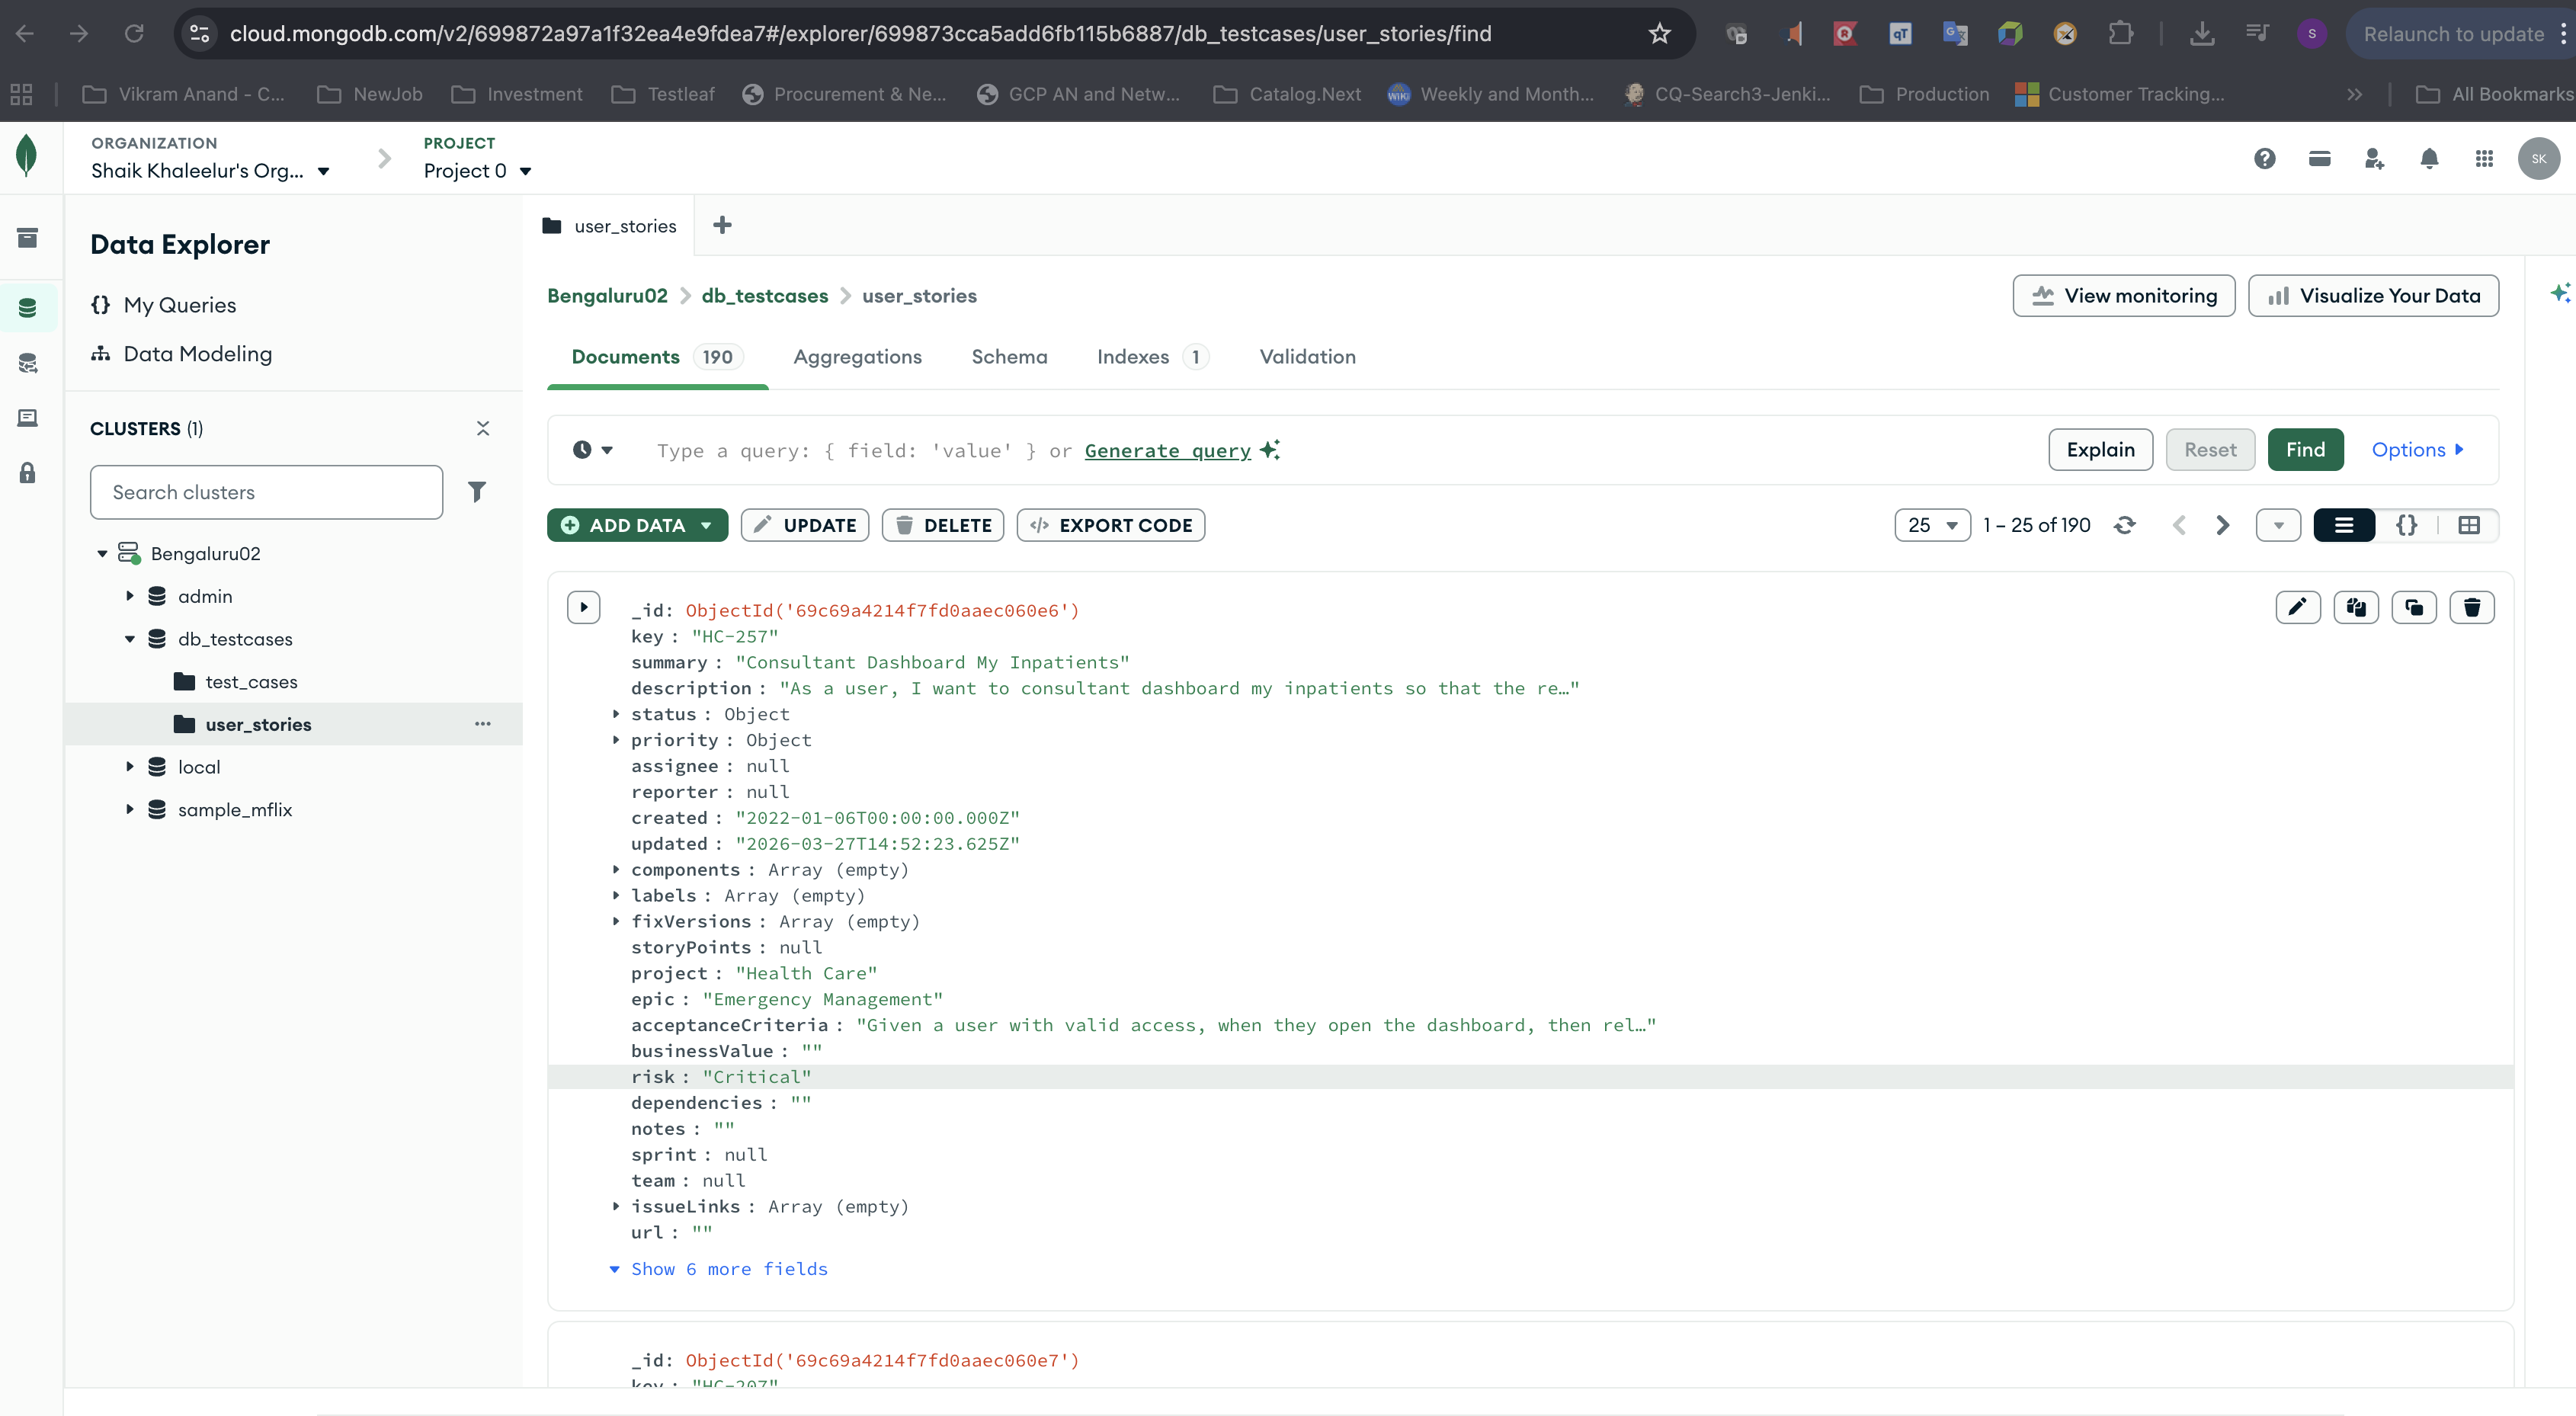 cloud.mongodb.com/v2/699872a97a1f32ea4e9fdea7#/explorer/699873cca5add6fb115b6887/db_testcases/user_stories/find
qT
S
Relaunch to update
Vikram Anand - C...
NewJob
Investment
Testleaf
Procurement & Ne...
GCP AN and Netw...
Catalog.Next
Weekly and Month...
CQ-Search3-Jenki...
Production
Customer Tracking...
All Bookmarks
ORGANIZATION
Shaik Khaleelur's Org...
PROJECT
Project 0
SK
Data Explorer
My Queries
Data Modeling
CLUSTERS (1)
Search clusters
Bengaluru02
admin
db_testcases
test_cases
user_stories
local
sample_mflix
user_stories
Bengaluru02 > db_testcases > user_stories
View monitoring
Visualize Your Data
Documents 190
Aggregations
Schema
Indexes 1
Validation
Type a query: { field: 'value' } or Generate query
Explain
Reset
Find
Options
ADD DATA
UPDATE
DELETE
EXPORT CODE
25
1 – 25 of 190
_id: ObjectId('69c69a4214f7fd0aaec060e6')
key : "HC-257"
summary : "Consultant Dashboard My Inpatients"
description : "As a user, I want to consultant dashboard my inpatients so that the re…"
status : Object
priority : Object
assignee : null
reporter : null
created : "2022-01-06T00:00:00.000Z"
updated : "2026-03-27T14:52:23.625Z"
components : Array (empty)
labels : Array (empty)
fixVersions : Array (empty)
storyPoints : null
project : "Health Care"
epic : "Emergency Management"
acceptanceCriteria : "Given a user with valid access, when they open the dashboard, then rel…"
businessValue : ""
risk : "Critical"
dependencies : ""
notes : ""
sprint : null
team : null
issueLinks : Array (empty)
url : ""
Show 6 more fields
_id: ObjectId('69c69a4214f7fd0aaec060e7')
key : "HC-207"